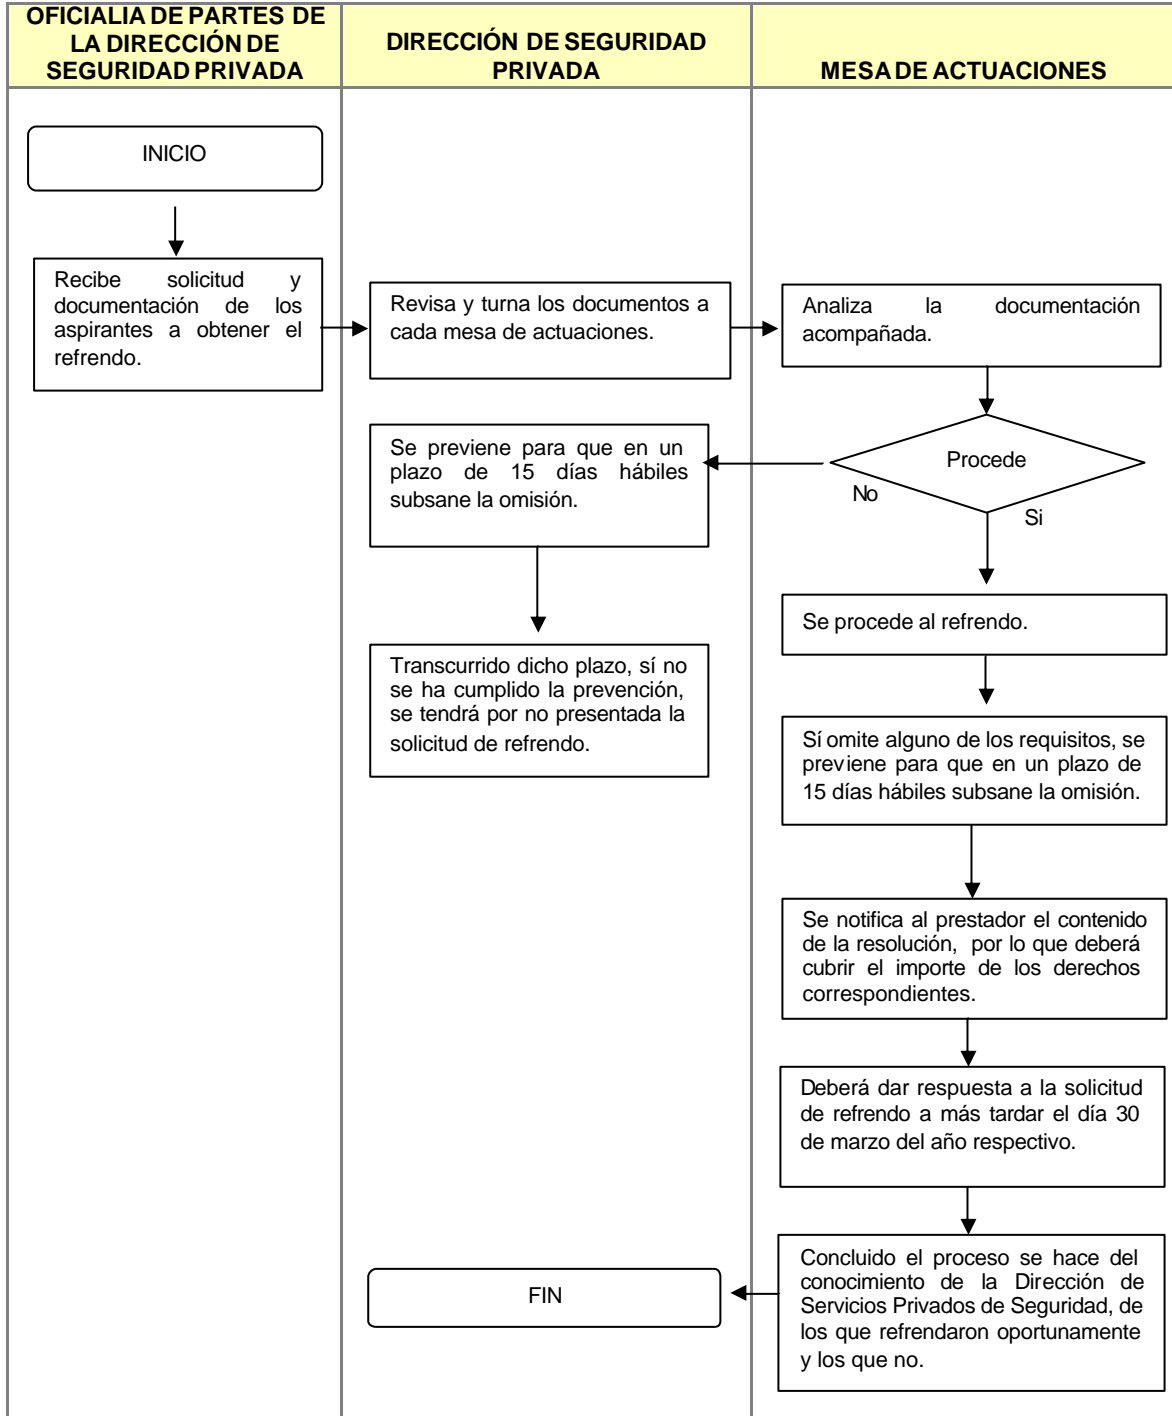 OFICIALIA DE PARTES DE
LA DIRECCIÓN DE
SEGURIDAD PRIVADA
DIRECCIÓN DE SEGURIDAD
PRIVADA
MESA DE ACTUACIONES
INICIO
Recibe solicitud y
documentación de los
aspirantes a obtener el
refrendo.
Revisa y turna los documentos a
cada mesa de actuaciones.
Analiza la documentación
acompañada.
Procede
No
Si
Se previene para que en un
plazo de 15 días hábiles
subsane la omisión.
Transcurrido dicho plazo, sí no
se ha cumplido la prevención,
se tendrá por no presentada la
solicitud de refrendo.
Se procede al refrendo.
Sí omite alguno de los requisitos, se
previene para que en un plazo de
15 días hábiles subsane la omisión.
Se notifica al prestador el contenido
de la resolución, por lo que deberá
cubrir el importe de los derechos
correspondientes.
Deberá dar respuesta a la solicitud
de refrendo a más tardar el día 30
de marzo del año respectivo.
Concluido el proceso se hace del
conocimiento de la Dirección de
Servicios Privados de Seguridad, de
los que refrendaron oportunamente
y los que no.
FIN